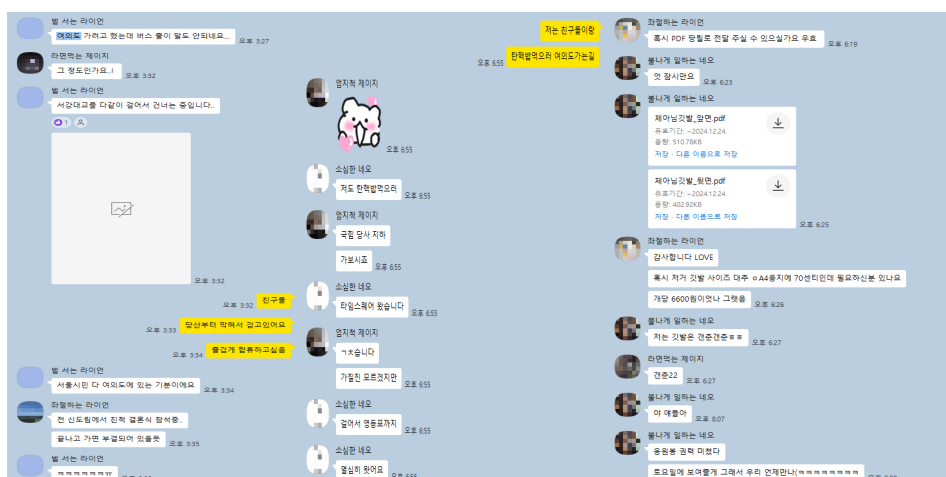 벌 서는 라이언
여의도 가려고 했는데 버스 줄이 말도 안되네요...
오후 3:27
라면먹는 제이지
그 정도인가요..!
오후 3:32
벌 서는 라이언
서강대교를 다같이 걸어서 건너는 중입니다..
1
오후 3:32
친구들
오후 3:32
당산부터 막혀서 걷고있어요
오후 3:33
즐겁게 합류하고싶음
오후 3:34
벌 서는 라이언
서울시민 다 여의도에 있는 기분이에요
오후 3:34
좌절하는 라이언
전 신도림에서 친척 결혼식 참석중..
끝나고 가면 부결되어 있을듯
오후 3:35
벌 서는 라이언
저는 친구들이랑
탄핵밥먹으러 여의도가는길
오후 6:55
엄지척 제이지
오후 6:55
소심한 네오
저도 탄핵밥먹으러
오후 6:55
엄지척 제이지
국힘 당사 지하
가보시죠
오후 6:55
소심한 네오
타임스퀘어 왔습니다
오후 6:55
엄지척 제이지
ㄱㅊ습니다
가질진 모르겠지만
오후 6:55
소심한 네오
걸어서 영등포까지
오후 6:55
소심한 네오
열심히 왓어요
오후 6:55
좌절하는 라이언
혹시 PDF 땅릴로 전달 주실 수 있으실가요 우흐
오후 6:19
불나게 일하는 네오
엇 잠시만요
오후 6:23
불나게 일하는 네오
제아님깃발_앞면.pdf
유효기간: ~2024.12.24.
용량: 510.78KB
저장 · 다른 이름으로 저장
제아님깃발_뒷면.pdf
유효기간: ~2024.12.24.
용량: 402.92KB
저장 · 다른 이름으로 저장
오후 6:25
좌절하는 라이언
감사합니다 LOVE
혹시 저거 깃발 사이즈 대주 ㅇA4용지에 70센티인데 필요하신분 있나요
개당 6600원이엇나 그랫음
오후 6:26
불나게 일하는 네오
저는 깃발은 갠춘갠춘ㅎㅎ
오후 6:27
라면먹는 제이지
갠춘22
오후 6:27
불나게 일하는 네오
야 얘들아
오후 8:07
불나게 일하는 네오
응원봉 권력 미쳤다
토요일에 보여줄게 그래서 우리 언제만나(ㅋㅋㅋㅋㅋㅋㅋㅋ